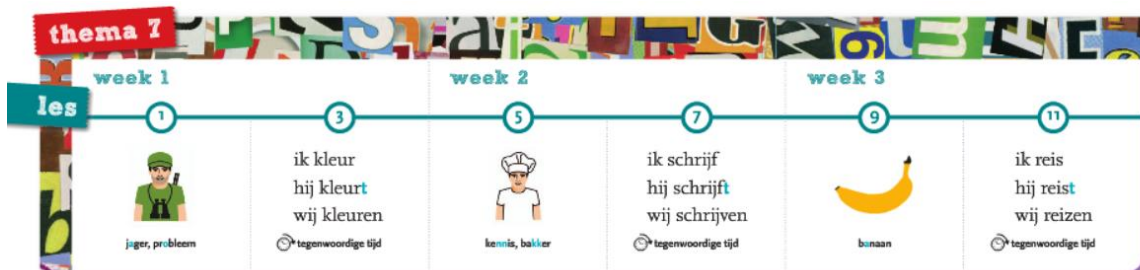 thema 7
week 1
week 2
week 3
les
1
3
5
7
9
11
ik kleur
hij kleurt
wij kleuren
ik schrijf
hij schrijft
wij schrijven
ik reis
hij reist
wij reizen
jager, probleem
tegenwoordige tijd
kennis, bakker
tegenwoordige tijd
banaan
tegenwoordige tijd